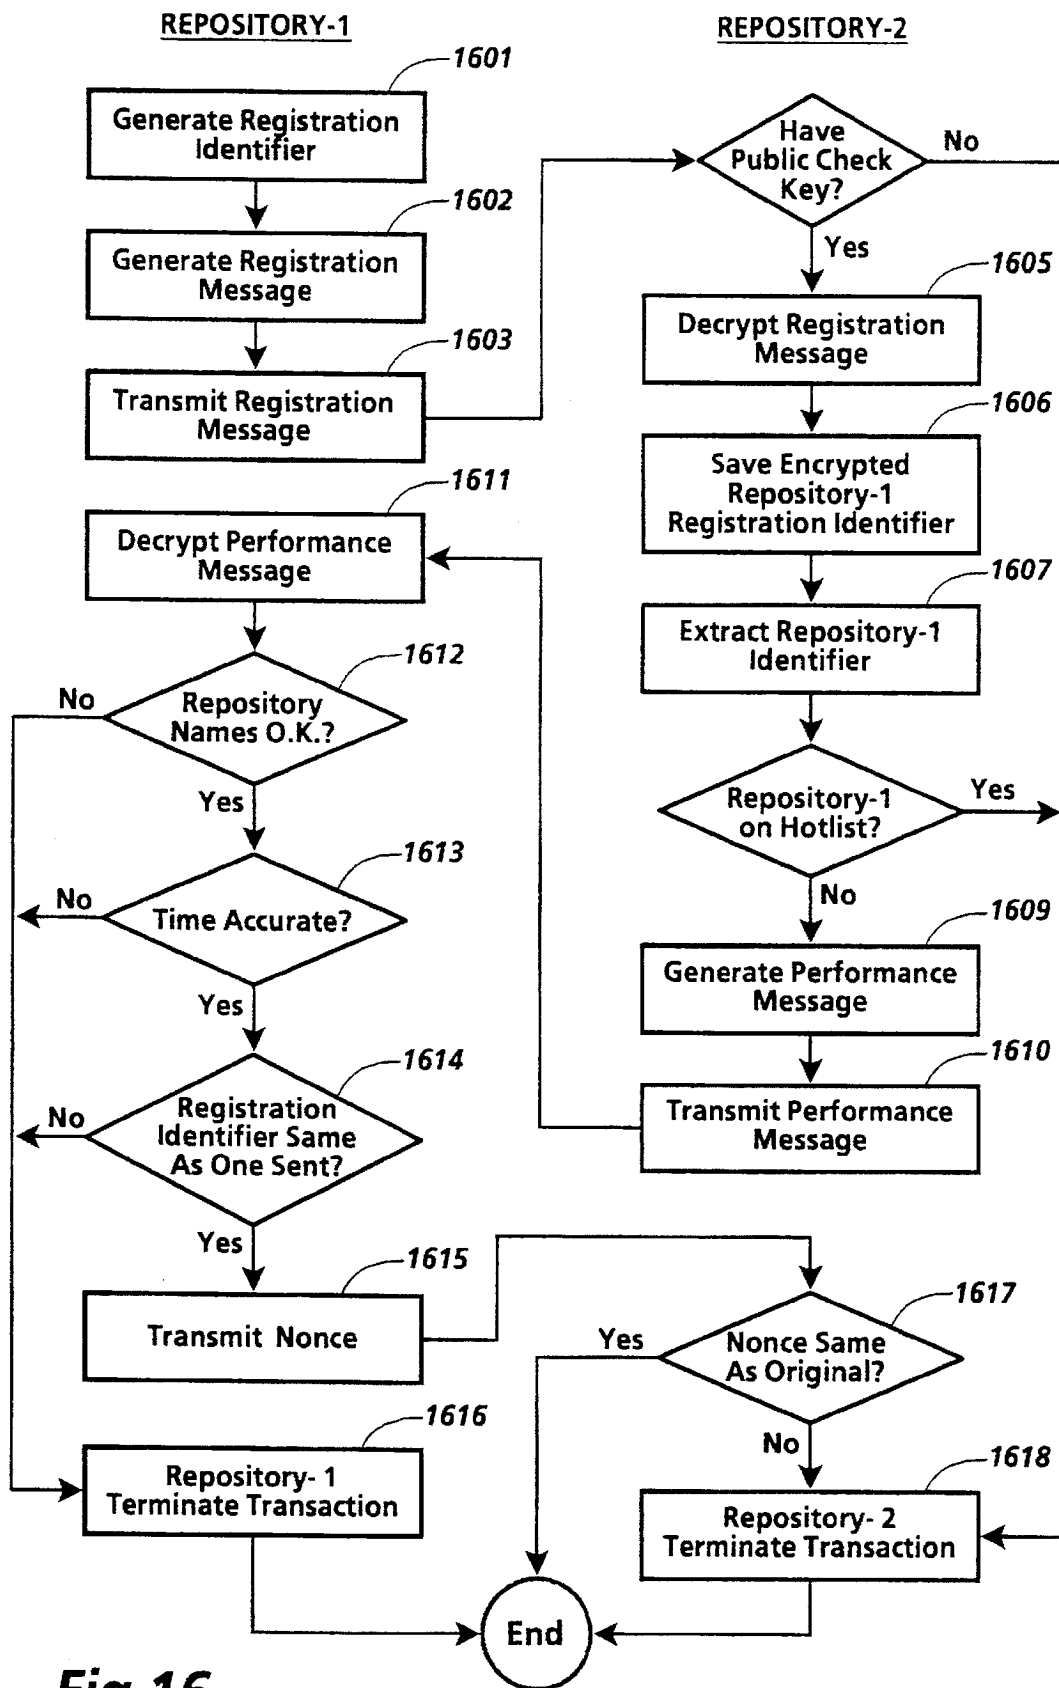 REPOSITORY-1
1601
Generate Registration
Identifier
1602
Generate Registration
Message
1603
Transmit Registration
Message
1611
Decrypt Performance
Message
1612
No
Repository
Names O.K.?
Yes
1613
No
Time Accurate?
Yes
1614
No
Registration
Identifier Same
As One Sent?
Yes
1615
Transmit Nonce
1616
Repository- 1
Terminate Transaction
REPOSITORY-2
Have
Public Check
Key?
No
Yes
1605
Decrypt Registration
Message
1606
Save Encrypted
Repository-1
Registration Identifier
1607
Extract Repository-1
Identifier
Repository-1
on Hotlist?
Yes
No
1609
Generate Performance
Message
1610
Transmit Performance
Message
1617
Yes
Nonce Same
As Original?
No
1618
Repository- 2
Terminate Transaction
End
Fig.16